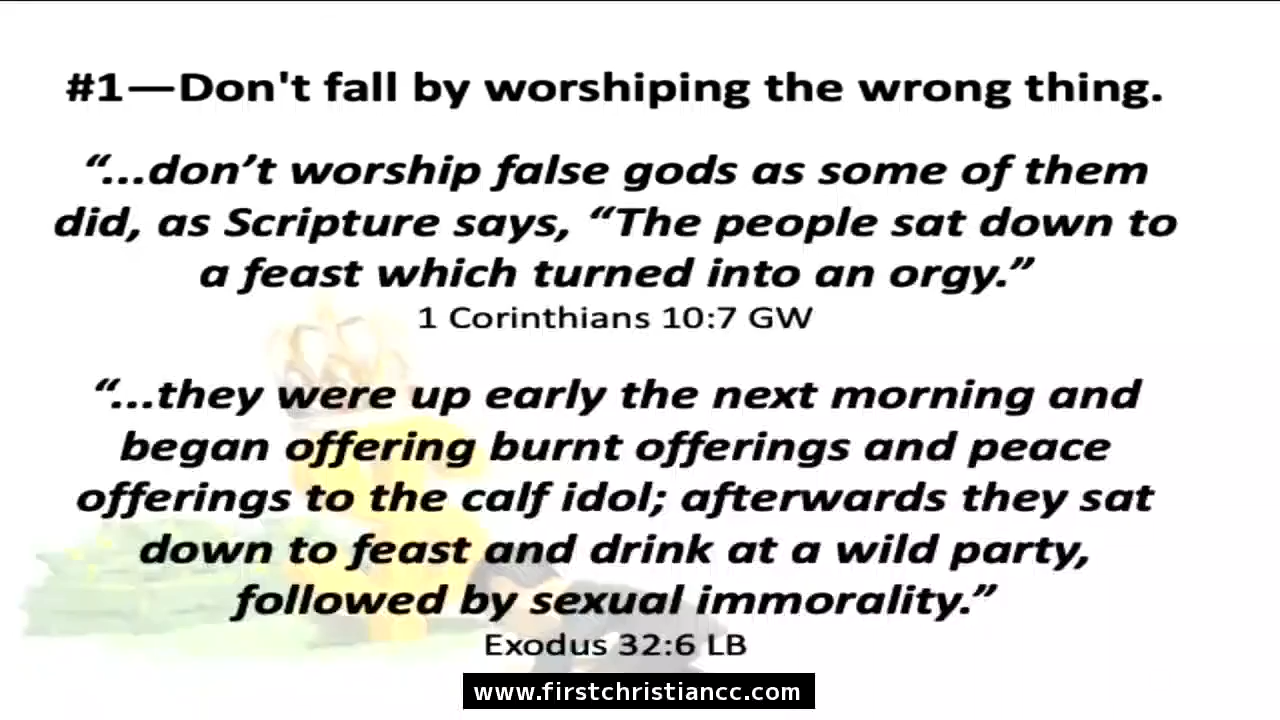 #1—Don't fall by worshiping the wrong thing.
“...don’t worship false gods as some of them
did, as Scripture says, “The people sat down to
a feast which turned into an orgy.”
1 Corinthians 10:7 GW
“...they were up early the next morning and
began offering burnt offerings and peace
offerings to the calf idol; afterwards they sat
down to feast and drink at a wild party,
followed by sexual immorality.”
Exodus 32:6 LB
www.firstchristiancc.com